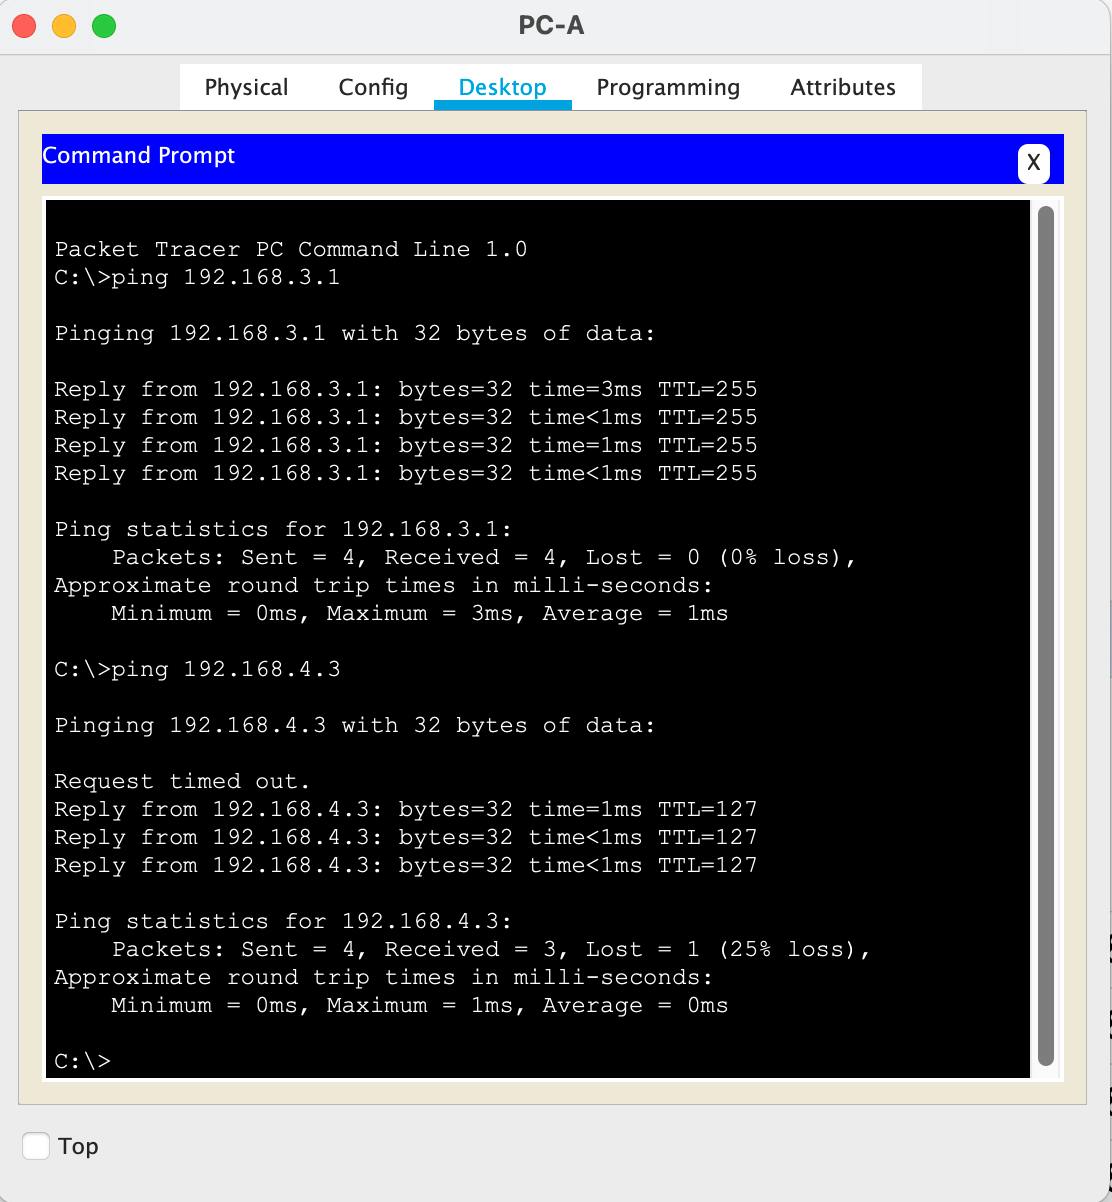 PC-A
Physical Config Desktop Programming Attributes
Command Prompt
X
Packet Tracer PC Command Line 1.0
C:\>ping 192.168.3.1
Pinging 192.168.3.1 with 32 bytes of data:
Reply from 192.168.3.1: bytes=32 time=3ms TTL=255
Reply from 192.168.3.1: bytes=32 time<1ms TTL=255
Reply from 192.168.3.1: bytes=32 time=1ms TTL=255
Reply from 192.168.3.1: bytes=32 time<1ms TTL=255
Ping statistics for 192.168.3.1:
    Packets: Sent = 4, Received = 4, Lost = 0 (0% loss),
Approximate round trip times in milli-seconds:
    Minimum = 0ms, Maximum = 3ms, Average = 1ms
C:\>ping 192.168.4.3
Pinging 192.168.4.3 with 32 bytes of data:
Request timed out.
Reply from 192.168.4.3: bytes=32 time=1ms TTL=127
Reply from 192.168.4.3: bytes=32 time<1ms TTL=127
Reply from 192.168.4.3: bytes=32 time<1ms TTL=127
Ping statistics for 192.168.4.3:
    Packets: Sent = 4, Received = 3, Lost = 1 (25% loss),
Approximate round trip times in milli-seconds:
    Minimum = 0ms, Maximum = 1ms, Average = 0ms
C:\>
Top